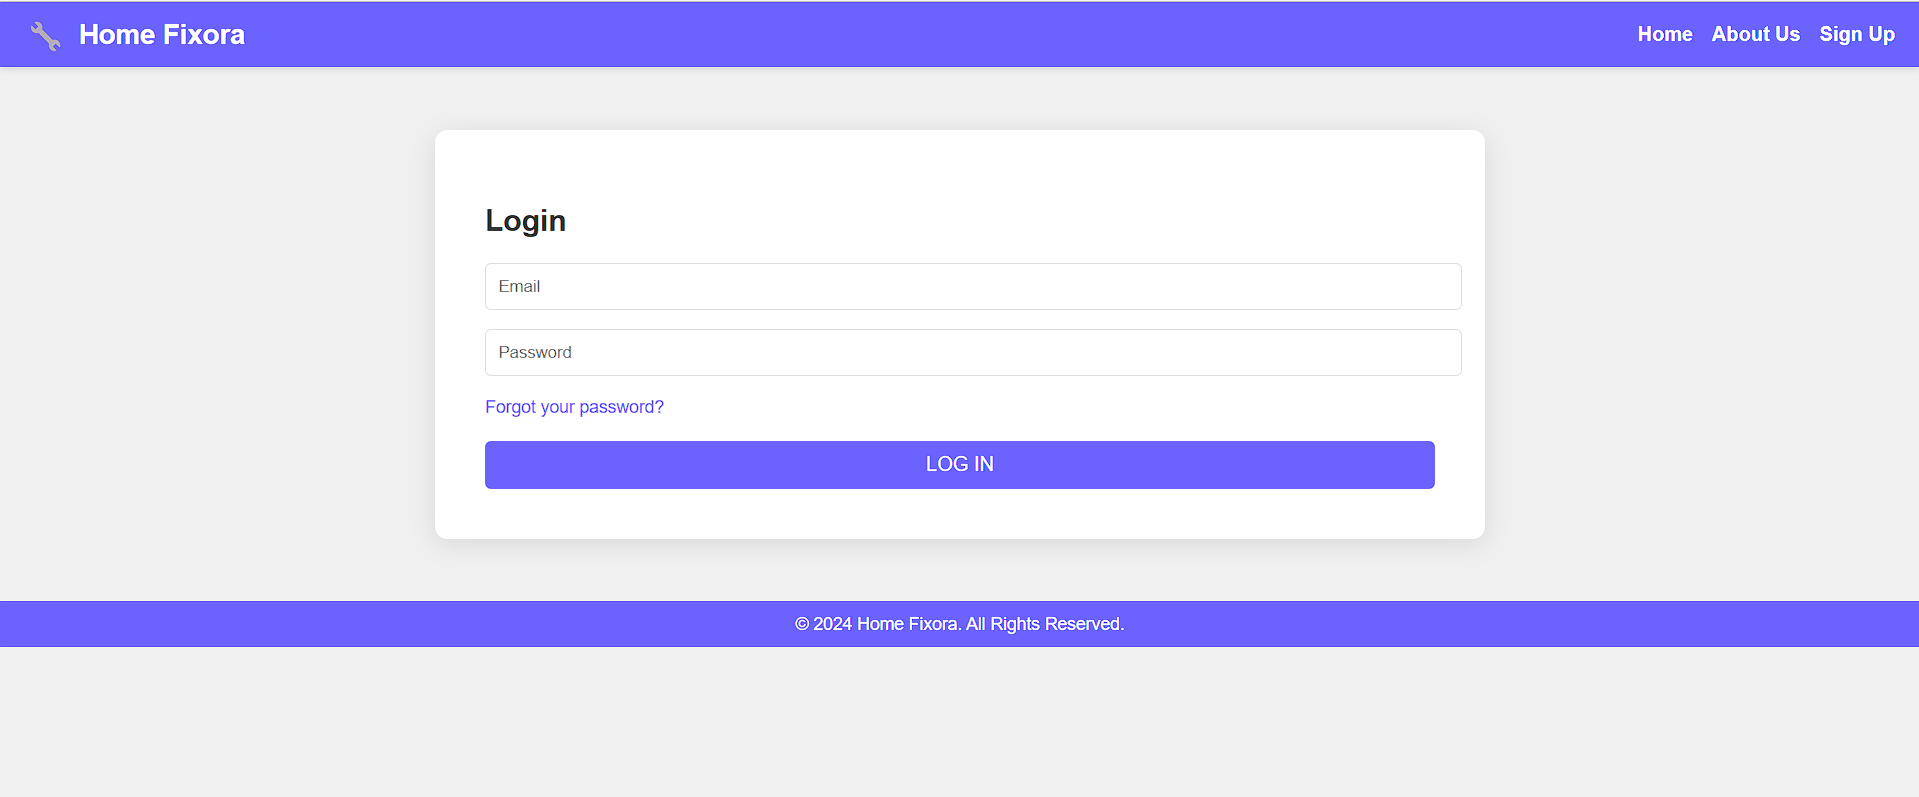 Home Fixora
Home About Us Sign Up
Login
Email
Password
Forgot your password?
LOG IN
© 2024 Home Fixora. All Rights Reserved.